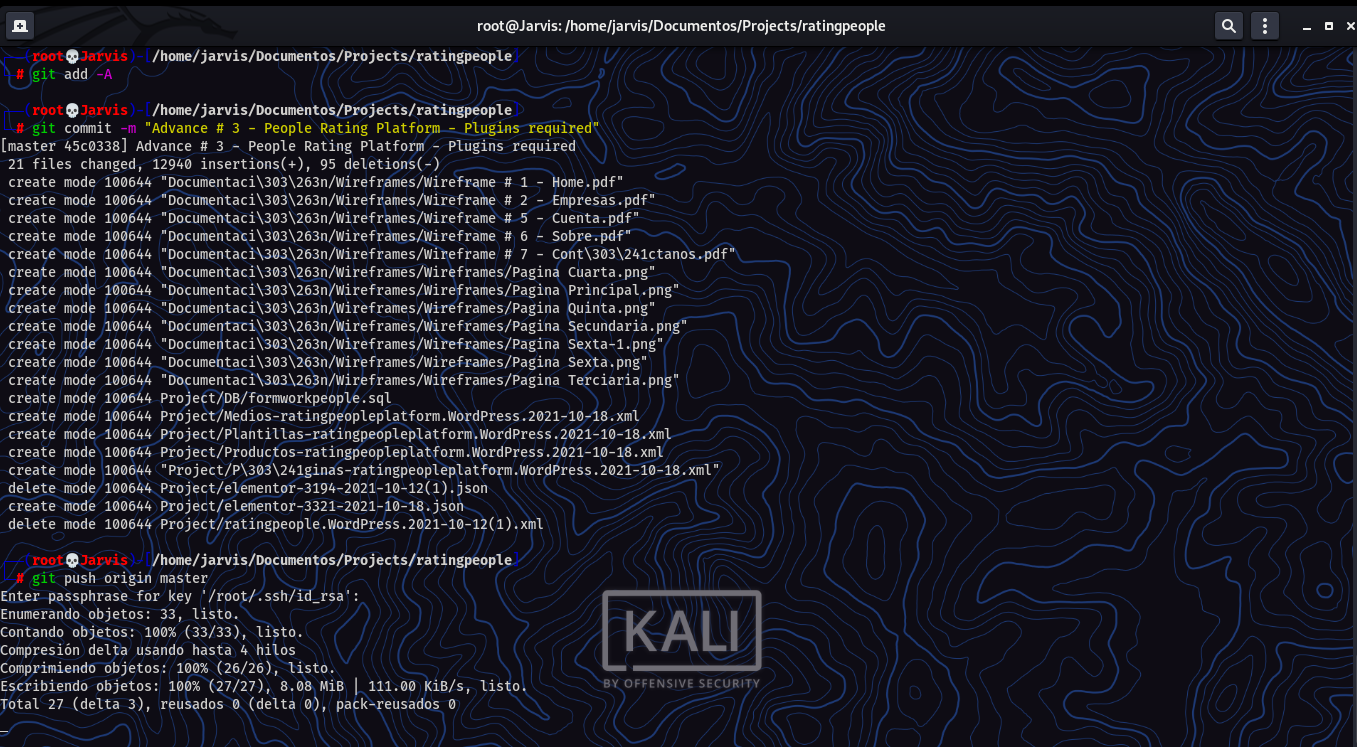 root@Jarvis: /home/jarvis/Documentos/Projects/ratingpeople
(root💀Jarvis)-[/home/jarvis/Documentos/Projects/ratingpeople]
# git add -A
(root💀Jarvis)-[/home/jarvis/Documentos/Projects/ratingpeople]
# git commit -m "Advance # 3 - People Rating Platform - Plugins required"
[master 45c0338] Advance # 3 - People Rating Platform - Plugins required
21 files changed, 12940 insertions(+), 95 deletions(-)
create mode 100644 "Documentaci\303\263n/Wireframes/Wireframe # 1 - Home.pdf"
create mode 100644 "Documentaci\303\263n/Wireframes/Wireframe # 2 - Empresas.pdf"
create mode 100644 "Documentaci\303\263n/Wireframes/Wireframe # 5 - Cuenta.pdf"
create mode 100644 "Documentaci\303\263n/Wireframes/Wireframe # 6 - Sobre.pdf"
create mode 100644 "Documentaci\303\263n/Wireframes/Wireframe # 7 - Cont\303\241ctanos.pdf"
create mode 100644 "Documentaci\303\263n/Wireframes/Wireframes/Pagina Cuarta.png"
create mode 100644 "Documentaci\303\263n/Wireframes/Wireframes/Pagina Principal.png"
create mode 100644 "Documentaci\303\263n/Wireframes/Wireframes/Pagina Quinta.png"
create mode 100644 "Documentaci\303\263n/Wireframes/Wireframes/Pagina Secundaria.png"
create mode 100644 "Documentaci\303\263n/Wireframes/Wireframes/Pagina Sexta-1.png"
create mode 100644 "Documentaci\303\263n/Wireframes/Wireframes/Pagina Sexta.png"
create mode 100644 "Documentaci\303\263n/Wireframes/Wireframes/Pagina Terciaria.png"
create mode 100644 Project/DB/formworkpeople.sql
create mode 100644 Project/Medios-ratingpeopleplatform.WordPress.2021-10-18.xml
create mode 100644 Project/Plantillas-ratingpeopleplatform.WordPress.2021-10-18.xml
create mode 100644 Project/Productos-ratingpeopleplatform.WordPress.2021-10-18.xml
create mode 100644 "Project/P\303\241ginas-ratingpeopleplatform.WordPress.2021-10-18.xml"
delete mode 100644 Project/elementor-3194-2021-10-12(1).json
create mode 100644 Project/elementor-3321-2021-10-18.json
delete mode 100644 Project/ratingpeople.WordPress.2021-10-12(1).xml
(root💀Jarvis)-[/home/jarvis/Documentos/Projects/ratingpeople]
# git push origin master
Enter passphrase for key '/root/.ssh/id_rsa':
Enumerando objetos: 33, listo.
Contando objetos: 100% (33/33), listo.
Compresión delta usando hasta 4 hilos
Comprimiendo objetos: 100% (26/26), listo.
Escribiendo objetos: 100% (27/27), 8.08 MiB | 111.00 KiB/s, listo.
Total 27 (delta 3), reusados 0 (delta 0), pack-reusados 0
KALI
BY OFFENSIVE SECURITY